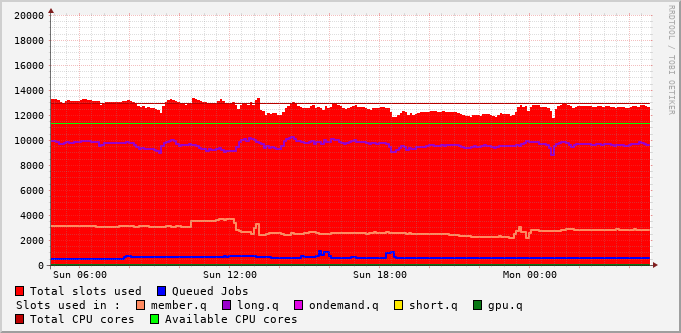 20000
18000
16000
14000
12000
10000
8000
6000
4000
2000
0
Sun 06:00 Sun 12:00 Sun 18:00 Mon 00:00
Total slots used Queued Jobs
Slots used in : member.q long.q ondemand.q short.q gpu.q
Total CPU cores Available CPU cores
RRDTOOL / TOBI OETIKER